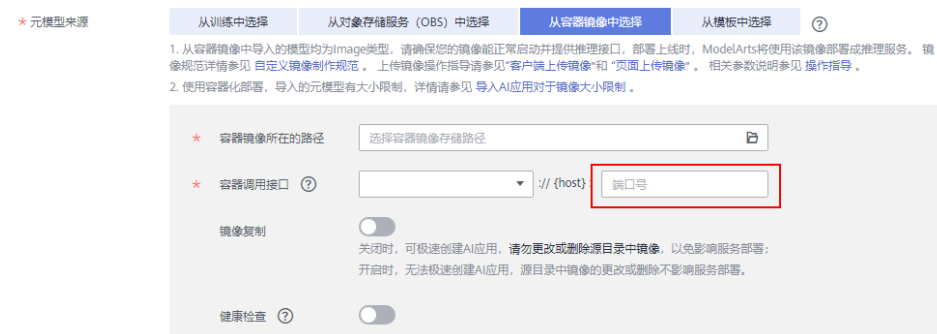 * 元模型来源
从训练中选择 从对象存储服务（OBS）中选择 从容器镜像中选择 从模板中选择 ?
1. 从容器镜像中导入的模型均为Image类型，请确保您的镜像能正常启动并提供推理接口，部署上线时，ModelArts将使用该镜像部署成推理服务。 镜
像规范详情参见 自定义镜像制作规范 。 上传镜像操作指导请参见"客户端上传镜像"和 "页面上传镜像" 。 相关参数说明参见 操作指导 。
2. 使用容器化部署，导入的元模型有大小限制，详情请参见 导入AI应用对于镜像大小限制 。
* 容器镜像所在的路径 选择容器镜像存储路径
* 容器调用接口 ? :// {host} : 端口号
镜像复制
关闭时，可极速创建AI应用，请勿更改或删除源目录中镜像，以免影响服务部署；
开启时，无法极速创建AI应用，源目录中镜像的更改或删除不影响服务部署。
健康检查 ?